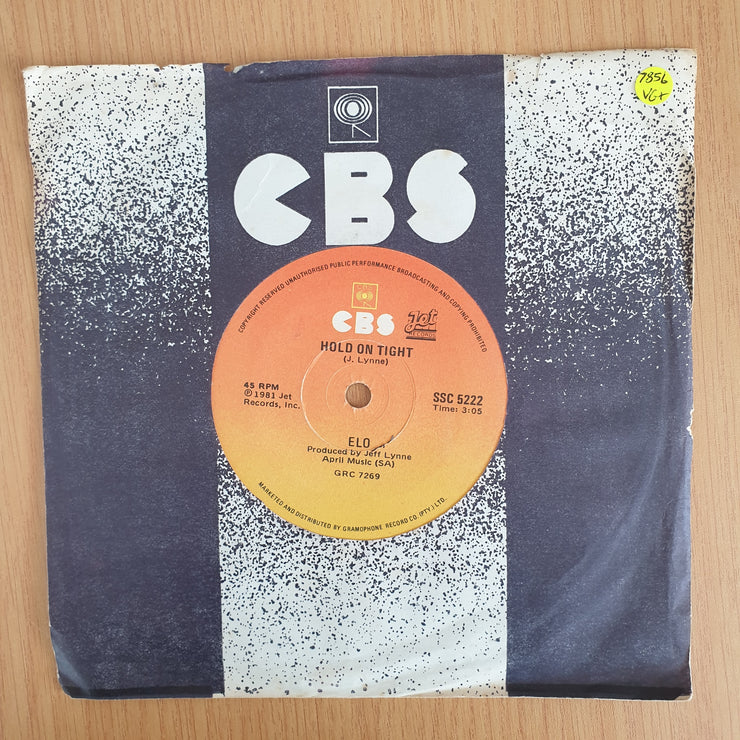 7856
VG+
CBS
COPYRIGHT RESERVED UNAUTHORISED PUBLIC PERFORMANCE BROADCASTING AND COPYING PROHIBITED
CBS
CBS
Jet
RECORDS
HOLD ON TIGHT
(J. Lynne)
45 RPM
℗ 1981 Jet
Records, Inc.
SSC 5222
Time: 3:05
ELO
Produced by Jeff Lynne
April Music (SA)
GRC 7269
MARKETED AND DISTRIBUTED BY GRAMOPHONE RECORD CO. (PTY.) LTD.